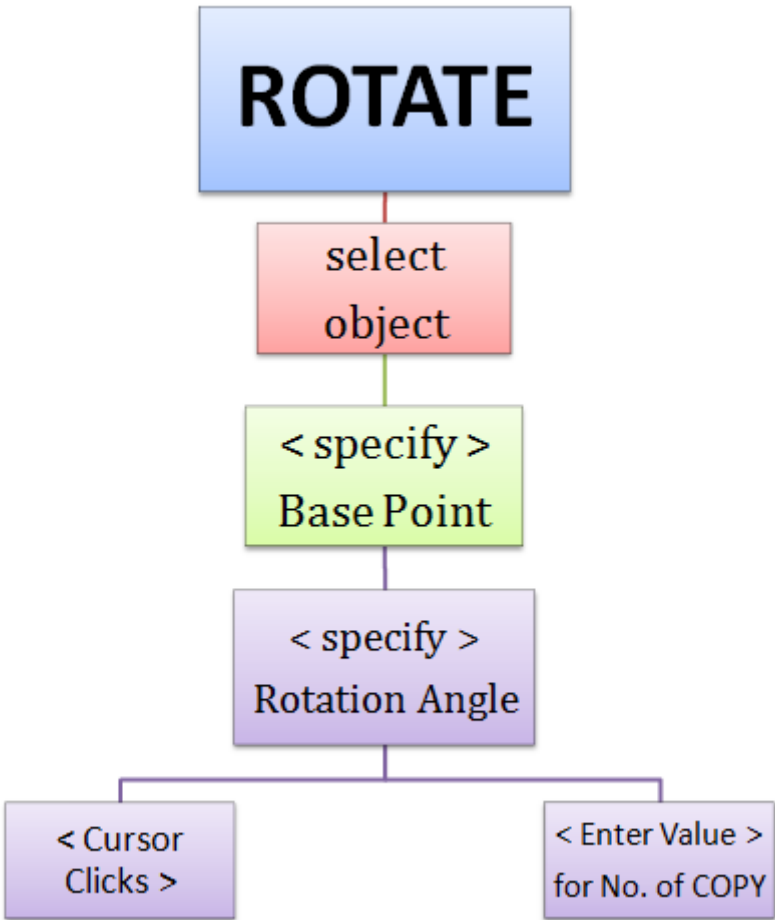 ROTATE
select
object
< specify >
Base Point
< specify >
Rotation Angle
< Cursor
Clicks >
< Enter Value >
for No. of COPY